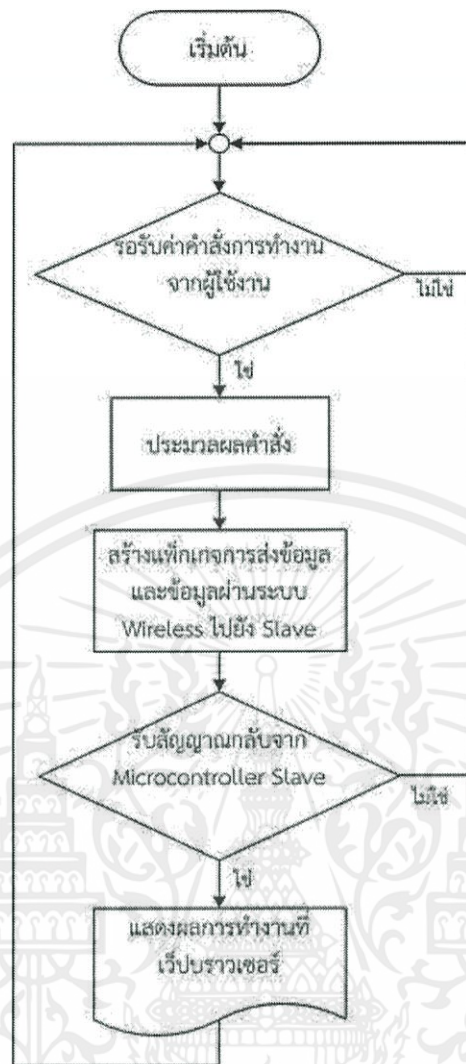 เริ่มต้น
รอรับค่าคำสั่งการทำงาน
จากผู้ใช้งาน
ไม่ใช่
ใช่
ประมวลผลคำสั่ง
สร้างแพ็กเกจการส่งข้อมูล
และข้อมูลผ่านระบบ
Wireless ไปยัง Slave
รับสัญญาณกลับจาก
Microcontroller Slave
ไม่ใช่
ใช่
แสดงผลการทำงานที่
เว็บบราวเซอร์